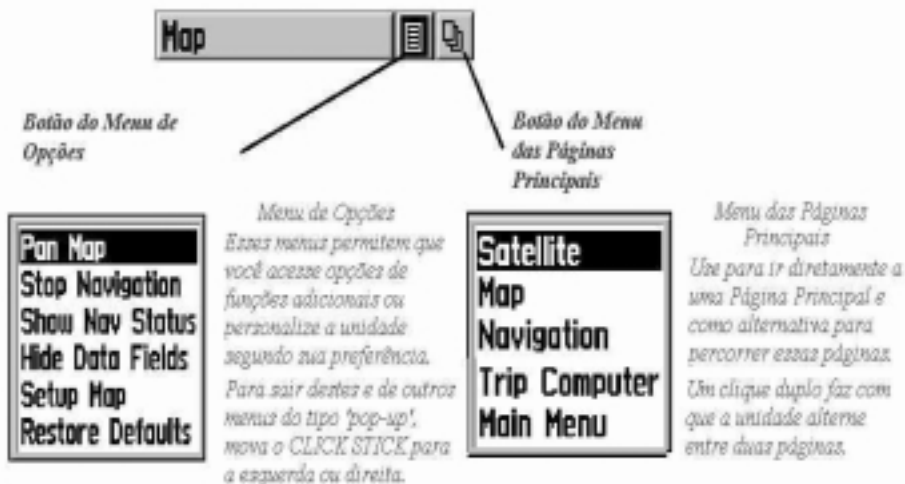 Map
Botão do Menu de
Opções
Botão do Menu
das Páginas
Principais
Pan Map
Stop Navigation
Show Nav Status
Hide Data Fields
Setup Map
Restore Defaults
Menu de Opções
Esses menus permitem que
você acesse opções de
funções adicionais ou
personalize a unidade
segundo sua preferência.
Para sair destes e de outros
menus do tipo "pop-up",
mova o CLICK STICK para
a esquerda ou direita.
Satellite
Map
Navigation
Trip Computer
Main Menu
Menu das Páginas
Principais
Use para ir diretamente a
uma Página Principal e
como alternativa para
percorrer essas páginas.
Um clique duplo faz com
que a unidade alterne
entre duas páginas.